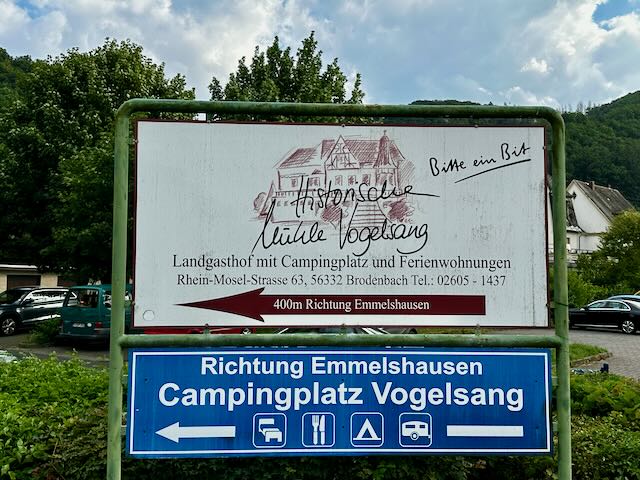 Bitte ein Bit
Historische
Mühle Vogelsang
Landgasthof mit Campingplatz und Ferienwohnungen
Rhein-Mosel-Strasse 63, 56332 Brodenbach Tel.: 02605 - 1437
400m Richtung Emmelshausen
Richtung Emmelshausen
Campingplatz Vogelsang